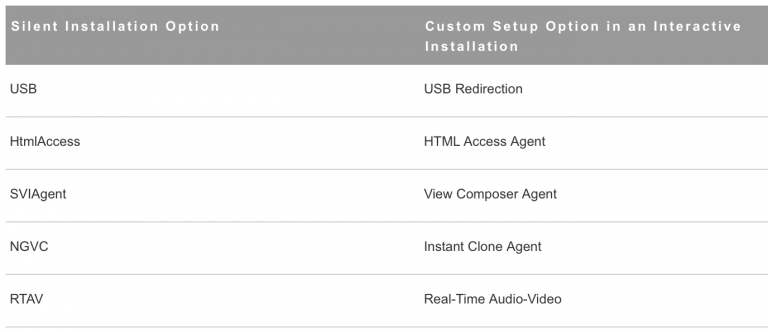 Silent Installation Option
Custom Setup Option in an Interactive
Installation
USB
USB Redirection
HtmlAccess
HTML Access Agent
SVIAgent
View Composer Agent
NGVC
Instant Clone Agent
RTAV
Real-Time Audio-Video